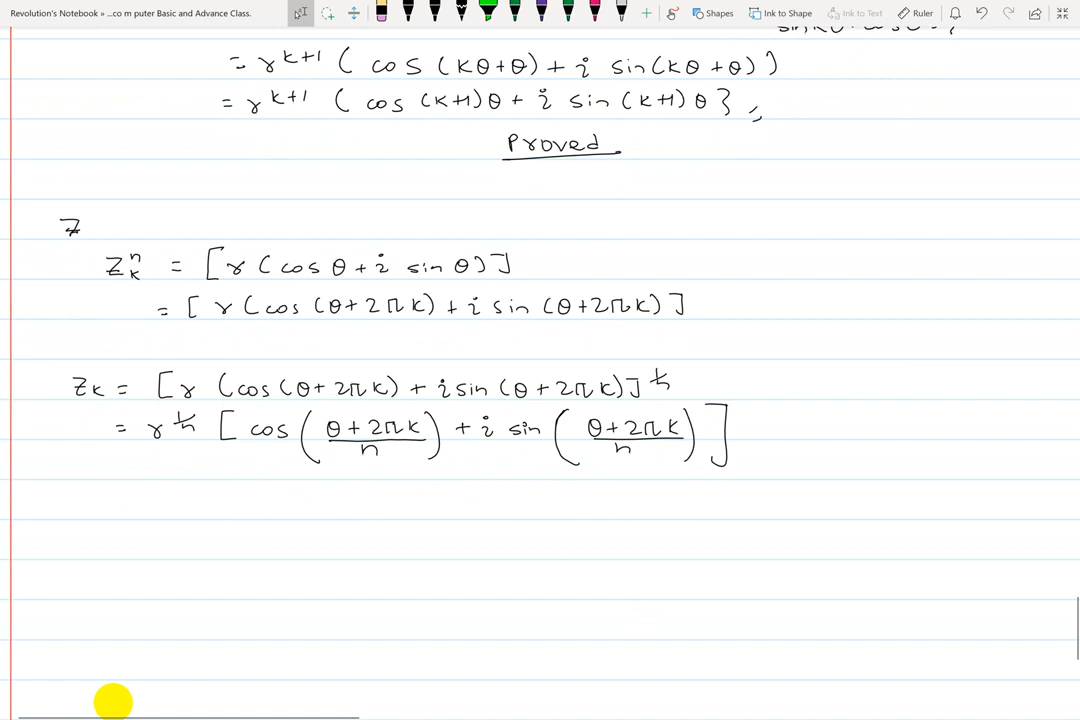 Revolution's Notebook » ...co m puter Basic and Advance Class.
Shapes
Ink to Shape
Ink to Text
Ruler
= r^{k+1} ( cos (kθ+θ) + i sin(kθ+θ) )
= r^{k+1} ( cos (k+1)θ + i sin (k+1) θ },
Proved
Z
Z_k^n = [r (cos θ + i sin θ)]
= [ r (cos (θ+2πk) + i sin (θ+2πk) ]
Z_k = [r (cos (θ+2πk) + i sin (θ+2πk) ]^{1/n}
= r^{1/n} [ cos ( (θ+2πk)/n ) + i sin ( (θ+2πk)/n ) ]